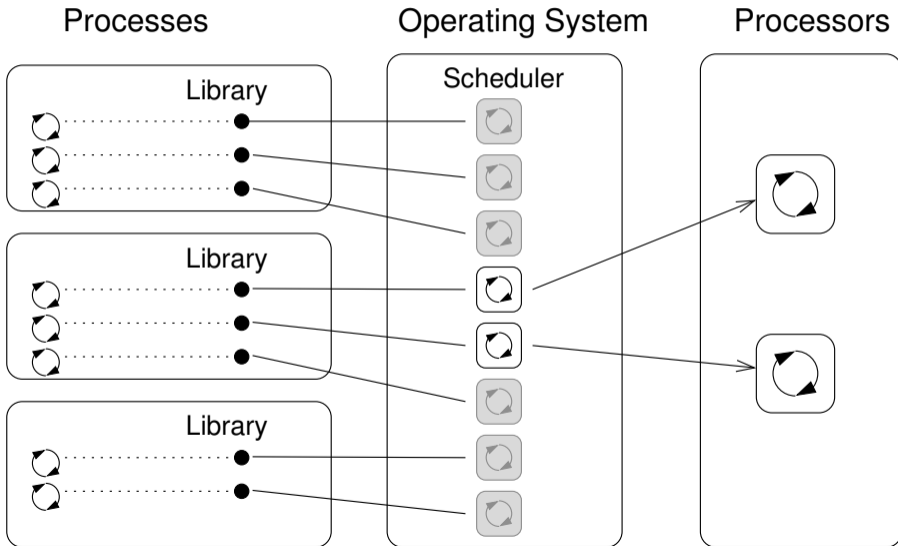 Processes
Operating System
Processors
Library
Scheduler
Library
Library